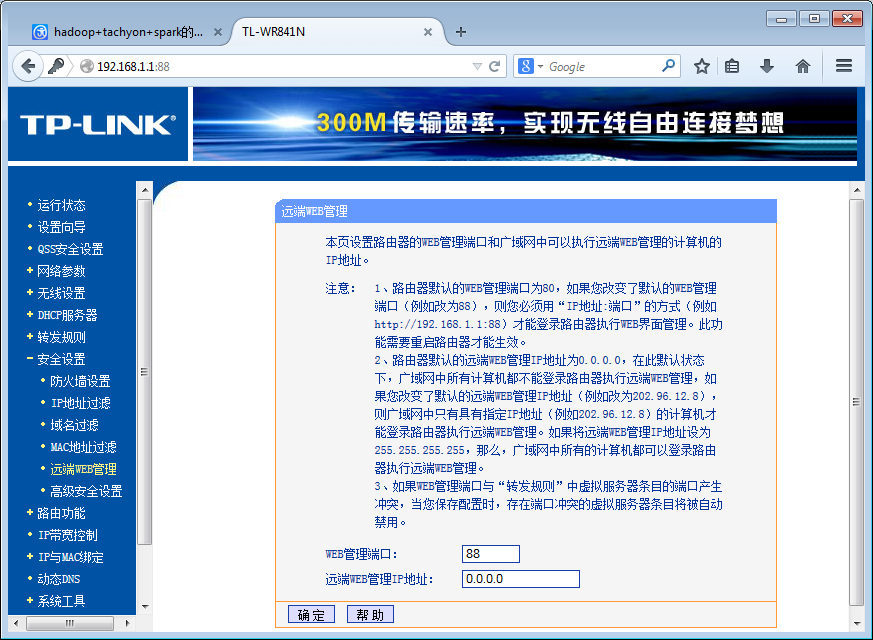 hadoop+tachyon+spark的...
TL-WR841N
192.168.1.1:88
Google
TP-LINK®
300M传输速率，实现无线自由连接梦想
• 运行状态
• 设置向导
• QSS安全设置
+ 网络参数
+ 无线设置
+ DHCP服务器
+ 转发规则
- 安全设置
• 防火墙设置
• IP地址过滤
• 域名过滤
• MAC地址过滤
• 远端WEB管理
• 高级安全设置
+ 路由功能
• IP带宽控制
+ IP与MAC绑定
• 动态DNS
+ 系统工具
远端WEB管理
本页设置路由器的WEB管理端口和广域网中可以执行远端WEB管理的计算机的
IP地址。
注意： 1、路由器默认的WEB管理端口为80，如果您改变了默认的WEB管理
端口（例如改为88），则您必须用“IP地址:端口”的方式（例如
http://192.168.1.1:88）才能登录路由器执行WEB界面管理。此功
能需要重启路由器才能生效。
2、路由器默认的远端WEB管理IP地址为0.0.0.0，在此默认状态
下，广域网中所有计算机都不能登录路由器执行远端WEB管理，如
果您改变了默认的远端WEB管理IP地址（例如改为202.96.12.8），
则广域网中只有具有指定IP地址（例如202.96.12.8）的计算机才
能登录路由器执行远端WEB管理。如果将远端WEB管理IP地址设为
255.255.255.255，那么，广域网中所有的计算机都可以登录路由
器执行远端WEB管理。
3、如果WEB管理端口与“转发规则”中虚拟服务器条目的端口产生
冲突，当您保存配置时，存在端口冲突的虚拟服务器条目将被自动
禁用。
WEB管理端口： 88
远端WEB管理IP地址： 0.0.0.0
确定 帮助